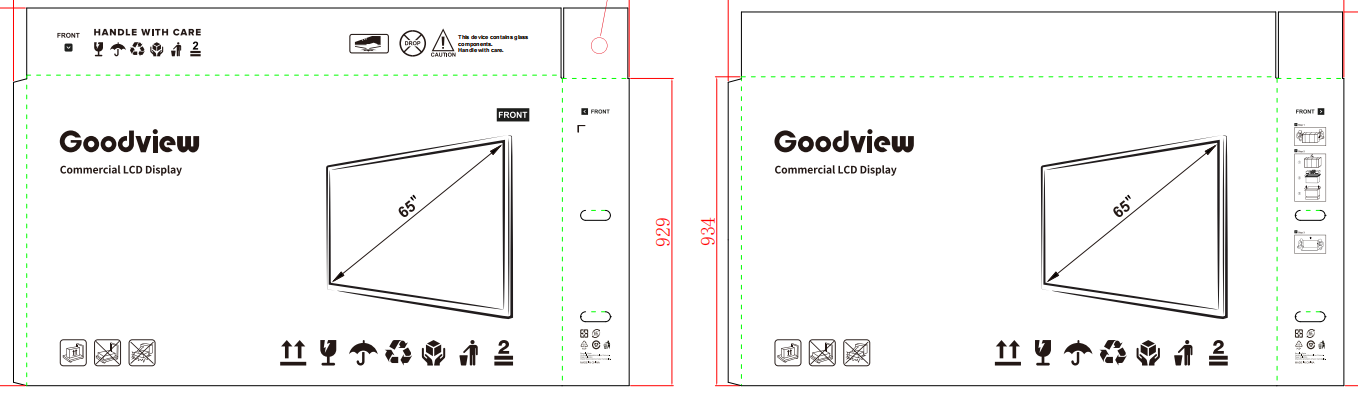 FRONT
HANDLE WITH CARE
2
DROP
CAUTION
This device contains glass
components.
Handle with care.
FRONT
FRONT
Goodview
Commercial LCD Display
65"
929
2
934
FRONT
Goodview
Commercial LCD Display
65"
2